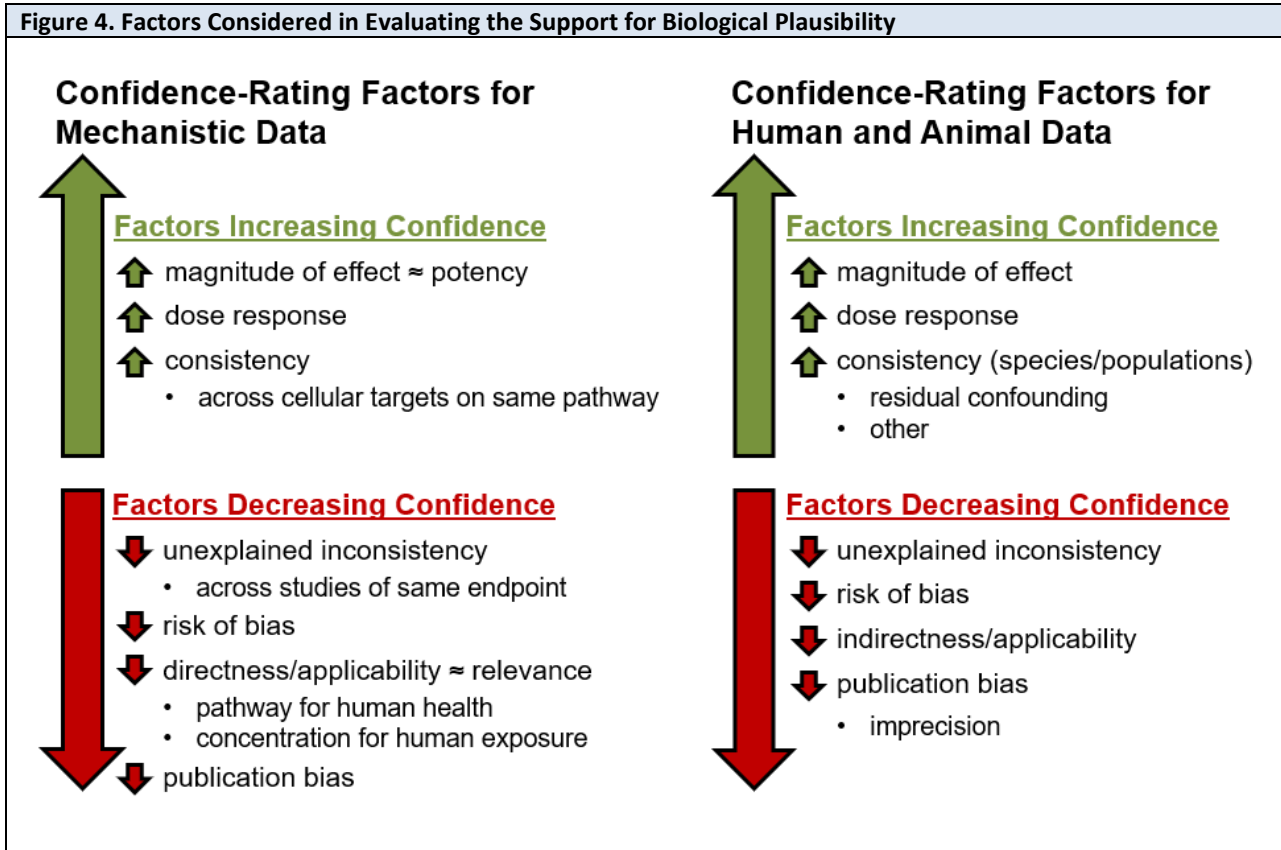 Figure 4. Factors Considered in Evaluating the Support for Biological Plausibility
Confidence-Rating Factors for
Mechanistic Data
Factors Increasing Confidence
magnitude of effect ≈ potency
dose response
consistency
• across cellular targets on same pathway
Factors Decreasing Confidence
unexplained inconsistency
• across studies of same endpoint
risk of bias
directness/applicability ≈ relevance
• pathway for human health
• concentration for human exposure
publication bias
Confidence-Rating Factors for
Human and Animal Data
Factors Increasing Confidence
magnitude of effect
dose response
consistency (species/populations)
• residual confounding
• other
Factors Decreasing Confidence
unexplained inconsistency
risk of bias
indirectness/applicability
publication bias
• imprecision